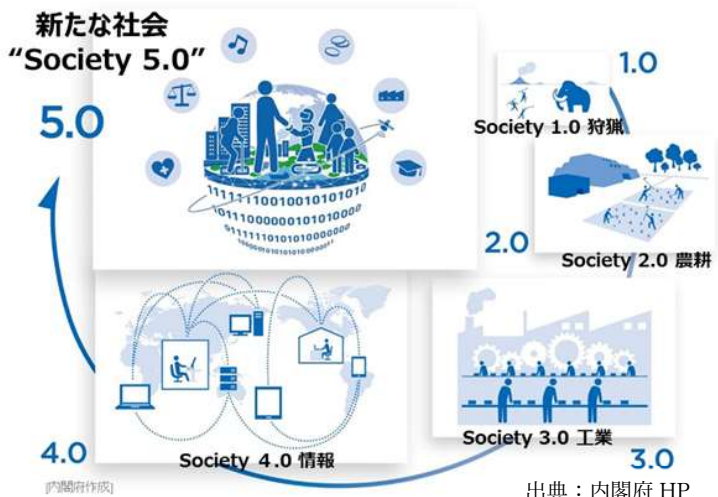 新たな社会
“Society 5.0”
5.0
1.0
Society 1.0 狩猟
2.0
Society 2.0 農耕
4.0
Society 4.0 情報
Society 3.0 工業
3.0
[内閣府作成]
出典：内閣府 HP